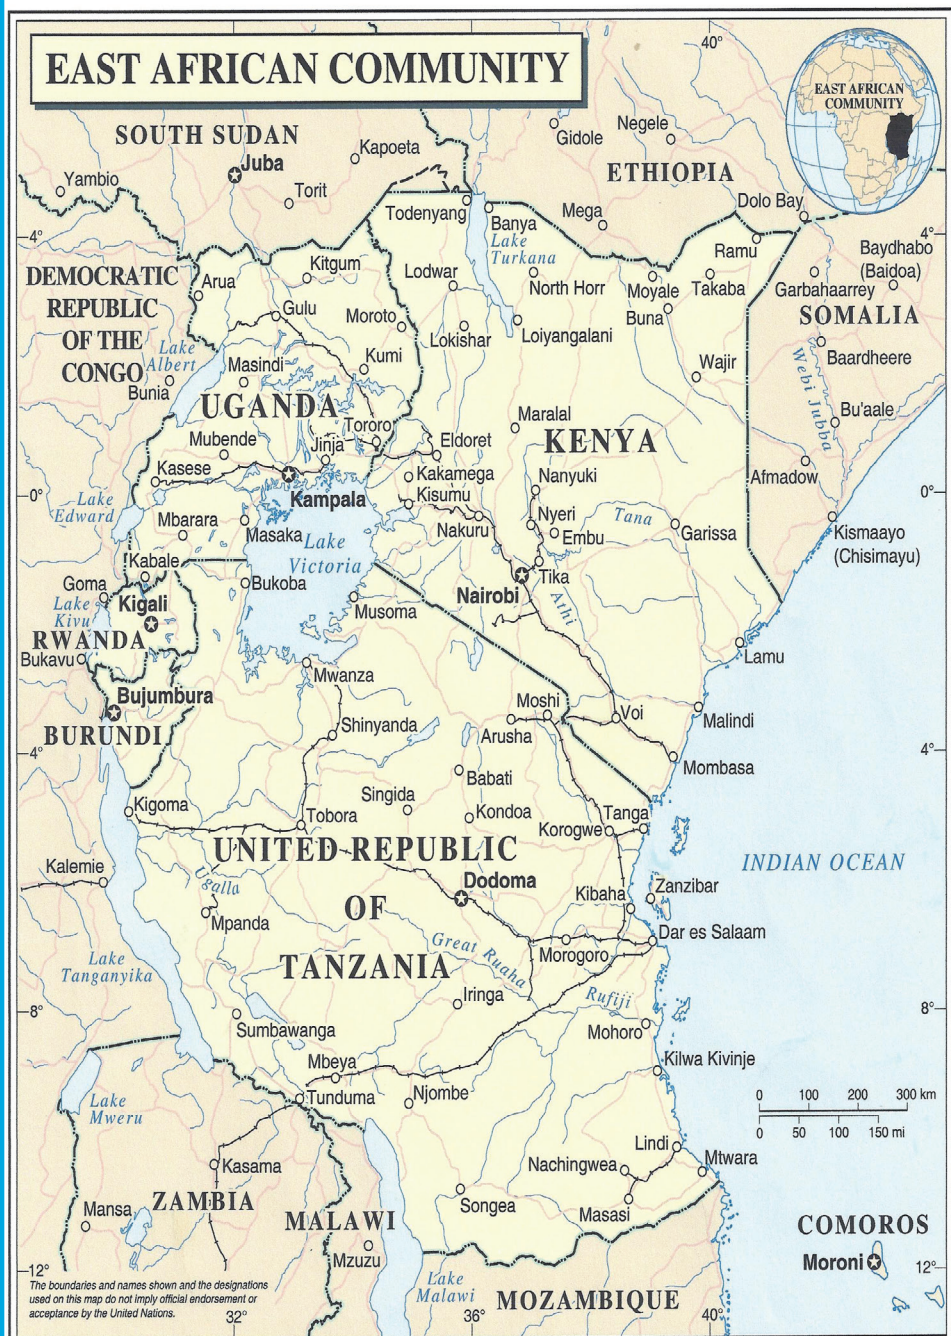 EAST AFRICAN COMMUNITY
40°
EAST AFRICAN
COMMUNITY
SOUTH SUDAN
Juba
Kapoeta
Yambio
Torit
Gidole
Negele
ETHIOPIA
Todenyang
Banya
Mega
Dolo Bay
4°
4°
Lake
Turkana
Ramu
Baydhabo
(Baidoa)
DEMOCRATIC
REPUBLIC
OF THE
CONGO
Arua
Kitgum
Lodwar
North Horr
Moyale
Takaba
Garbahaarrey
Gulu
Moroto
Lokishar
Loiyangalani
Buna
SOMALIA
Lake
Albert
Bunia
Masindi
Kumi
Wajir
Baardheere
Webi Jubba
UGANDA
Maralal
KENYA
Bu'aale
Mubende
Jinja
Tororo
Eldoret
Kasese
Kampala
Kakamega
Nanyuki
Afmadow
0°
0°
Lake
Edward
Kisumu
Mbarara
Masaka
Lake
Victoria
Nakuru
Nyeri
Embu
Tana
Garissa
Kismaayo
(Chisimayu)
Kabale
Goma
Bukoba
Nairobi
Tika
Athi
Lake
Kivu
Kigali
Musoma
RWANDA
Bukavu
Mwanza
Lamu
Bujumbura
BURUNDI
Shinyanda
Moshi
Arusha
Voi
Malindi
4°
Mombasa
Babati
Kigoma
Tobora
Singida
Kondoa
Korogwe
Tanga
UNITED REPUBLIC
OF
TANZANIA
INDIAN OCEAN
Kalemie
Ugalla
Mpanda
Dodoma
Kibaha
Zanzibar
Dar es Salaam
Lake
Tanganyika
Great Ruaha
Morogoro
Iringa
Rufiji
8°
8°
Sumbawanga
Mohoro
Mbeya
Kilwa Kivinje
Tunduma
Njombe
Lake
Mweru
0 100 200 300 km
0 50 100 150 mi
Kasama
Lindi
Nachingwea
Mtwara
ZAMBIA
Mansa
MALAWI
Songea
Masasi
COMOROS
Moroni
Mzuzu
12°
12°
Lake
Malawi
MOZAMBIQUE
The boundaries and names shown and the designations
used on this map do not imply official endorsement or
acceptance by the United Nations.
32°
36°
40°